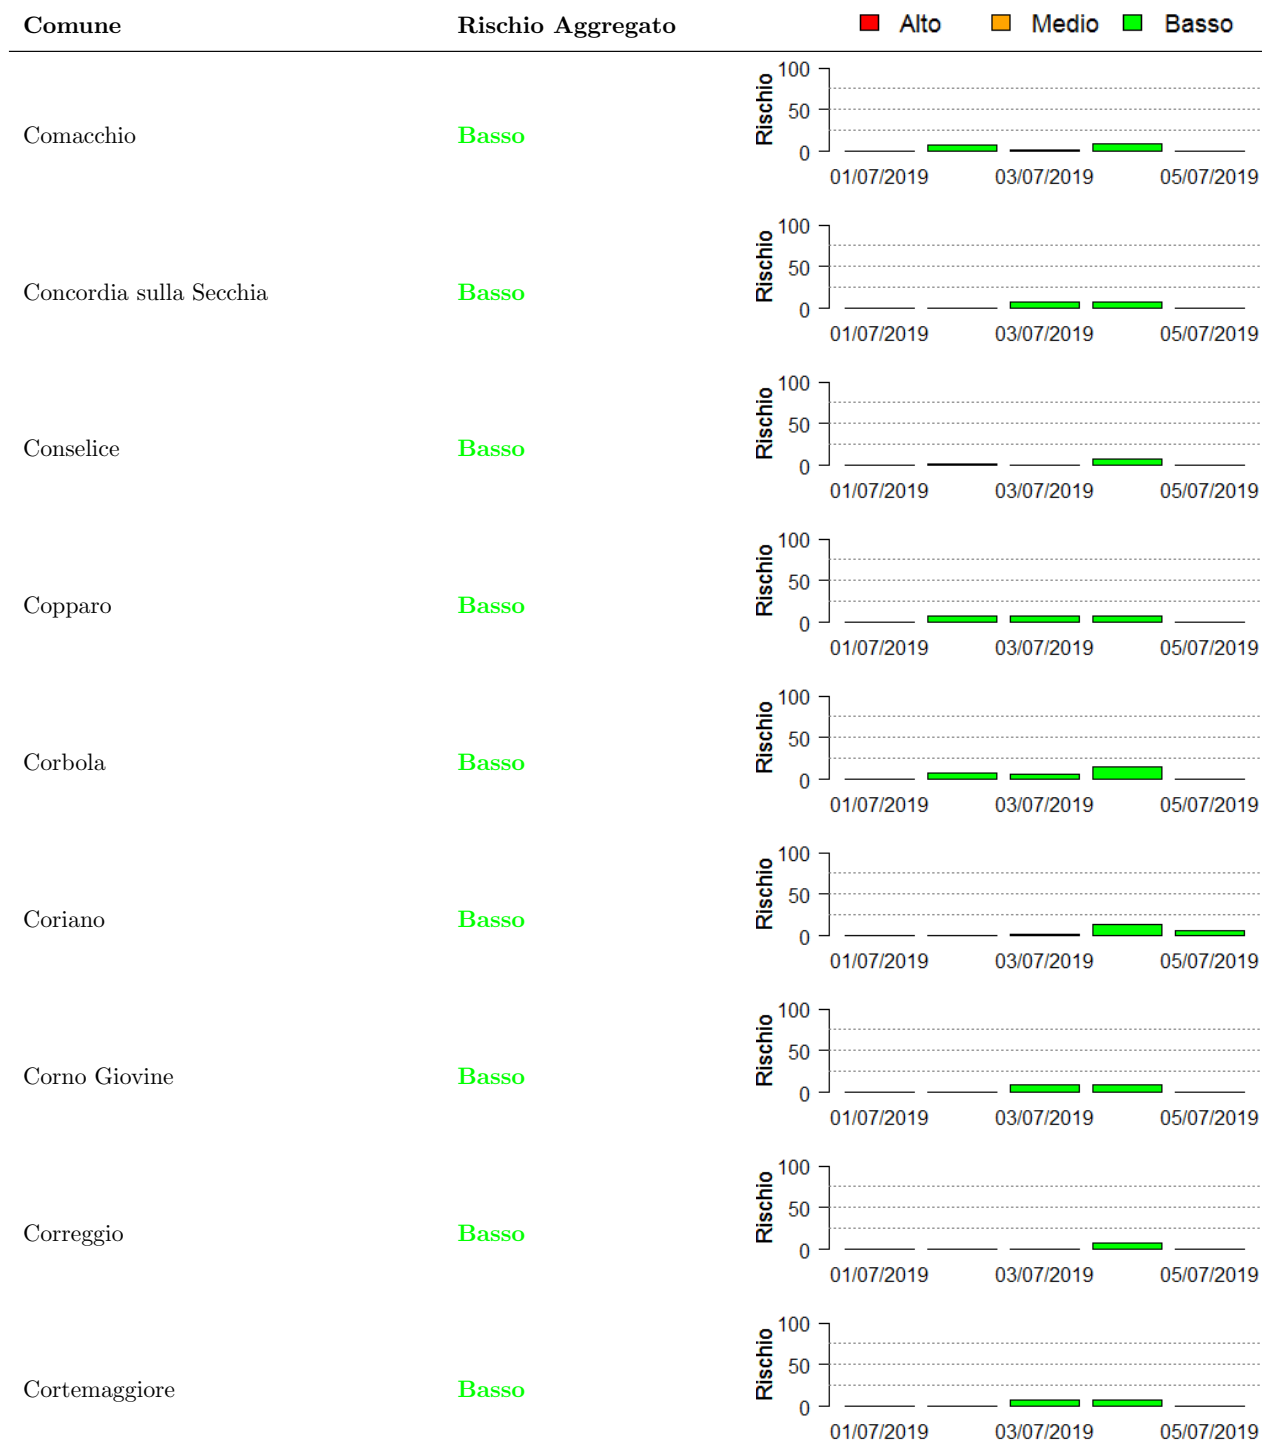 Comune Rischio Aggregato Alto Medio Basso
Comacchio Basso
Rischio
100
50
0
01/07/2019 03/07/2019 05/07/2019
Concordia sulla Secchia Basso
Rischio
100
50
0
01/07/2019 03/07/2019 05/07/2019
Conselice Basso
Rischio
100
50
0
01/07/2019 03/07/2019 05/07/2019
Copparo Basso
Rischio
100
50
0
01/07/2019 03/07/2019 05/07/2019
Corbola Basso
Rischio
100
50
0
01/07/2019 03/07/2019 05/07/2019
Coriano Basso
Rischio
100
50
0
01/07/2019 03/07/2019 05/07/2019
Corno Giovine Basso
Rischio
100
50
0
01/07/2019 03/07/2019 05/07/2019
Correggio Basso
Rischio
100
50
0
01/07/2019 03/07/2019 05/07/2019
Cortemaggiore Basso
Rischio
100
50
0
01/07/2019 03/07/2019 05/07/2019